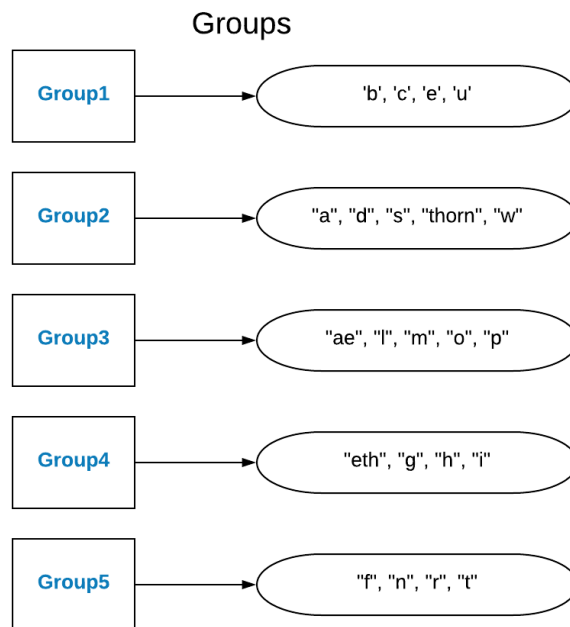 Groups
Group1
'b', 'c', 'e', 'u'
Group2
"a", "d", "s", "thorn", "w"
Group3
"ae", "l", "m", "o", "p"
Group4
"eth", "g", "h", "i"
Group5
"f", "n", "r", "t"